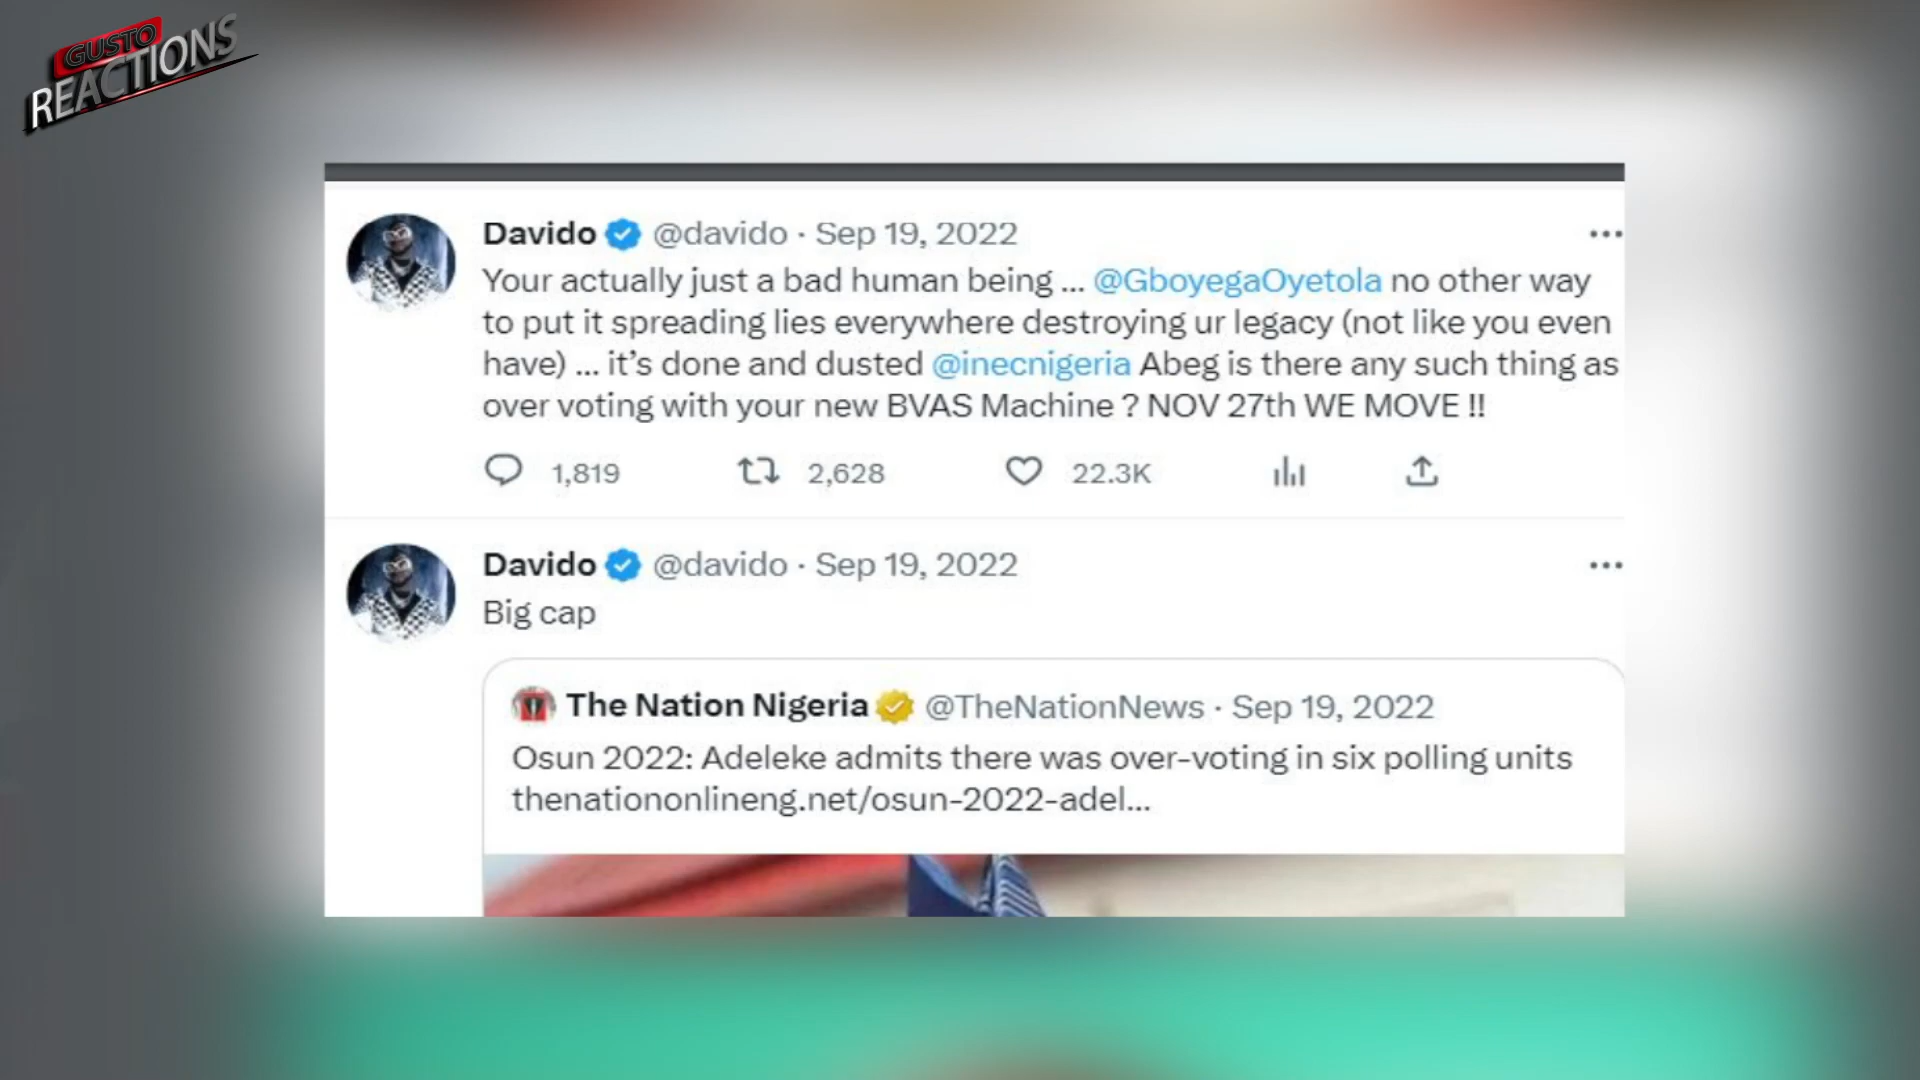 GUSTO
REACTIONS
Davido @davido · Sep 19, 2022
Your actually just a bad human being ... @GboyegaOyetola no other way
to put it spreading lies everywhere destroying ur legacy (not like you even
have) ... it’s done and dusted @inecnigeria Abeg is there any such thing as
over voting with your new BVAS Machine ? NOV 27th WE MOVE !!
1,819 2,628 22.3K
Davido @davido · Sep 19, 2022
Big cap
The Nation Nigeria @TheNationNews · Sep 19, 2022
Osun 2022: Adeleke admits there was over-voting in six polling units
thenationonlineng.net/osun-2022-adel...